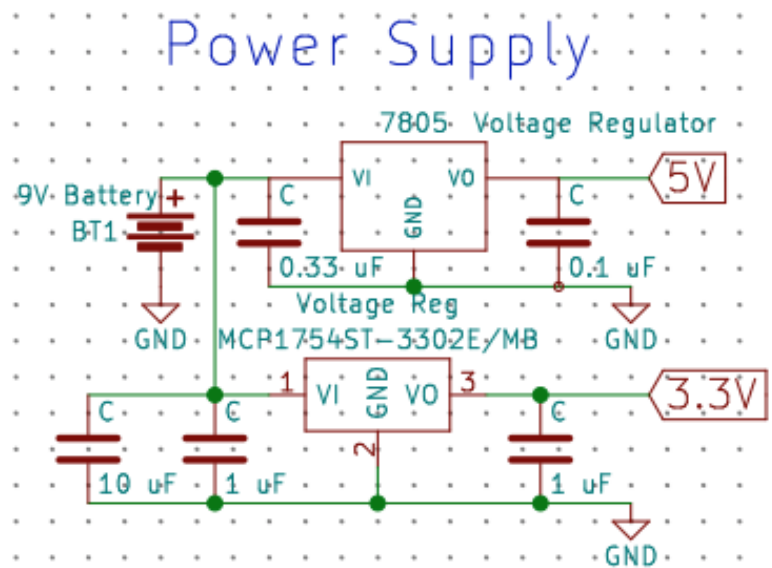 Power Supply
7805 Voltage Regulator
9V Battery
+
BT1
C
0.33 uF
VI
GND
VO
C
0.1 uF
5V
GND
GND
Voltage Reg
MCP1754ST-3302E/MB
1
VI
GND
VO
3
2
3.3V
C
10 uF
C
1 uF
C
1 uF
GND